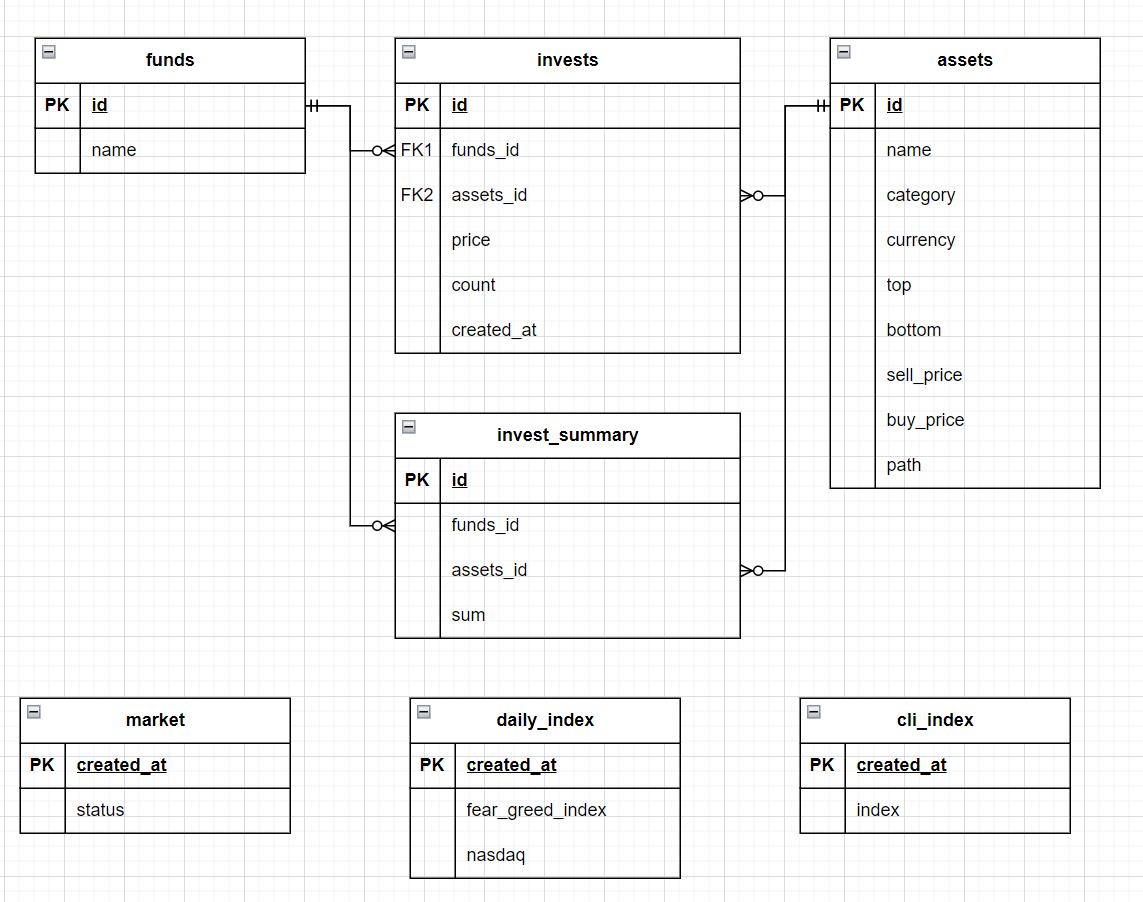 funds
PK id
name
invests
PK id
FK1 funds_id
FK2 assets_id
price
count
created_at
assets
PK id
name
category
currency
top
bottom
sell_price
buy_price
path
invest_summary
PK id
funds_id
assets_id
sum
market
PK created_at
status
daily_index
PK created_at
fear_greed_index
nasdaq
cli_index
PK created_at
index